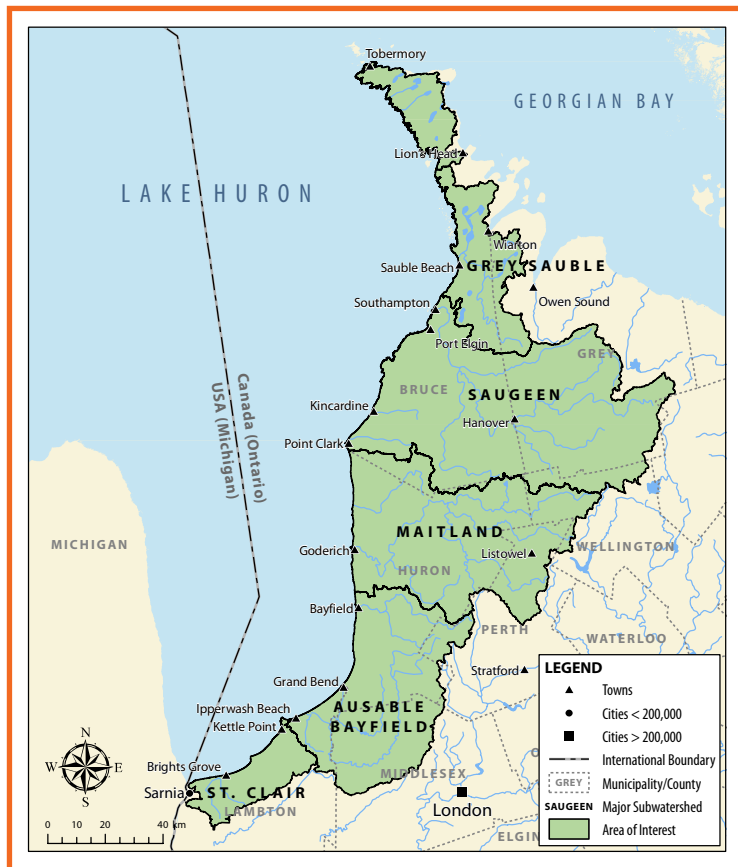 Tobermory
GEORGIAN BAY
Lion's Head
LAKE HURON
Wiarton
Sauble Beach
GREY SAUBLE
Owen Sound
Southampton
Port Elgin
GREY
BRUCE
SAUGEEN
Kincardine
Hanover
Canada (Ontario)
USA (Michigan)
Point Clark
MAITLAND
MICHIGAN
Goderich
Listowel
WELLINGTON
HURON
Bayfield
PERTH
WATERLOO
Stratford
Grand Bend
AUSABLE
BAYFIELD
Ipperwash Beach
Kettle Point
Brights Grove
MIDDLESEX
O
Sarnia
ST. CLAIR
LAMBTON
London
ELGIN
N
W E
S
0 10 20 40 km
LEGEND
Towns
Cities < 200,000
Cities > 200,000
International Boundary
GREY Municipality/County
SAUGEEN Major Subwatershed
Area of Interest